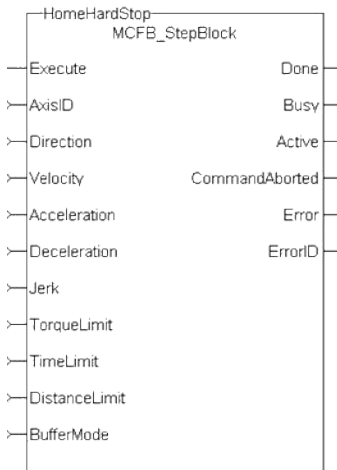 HomeHardStop
MCFB_StepBlock
Execute Done
AxisID Busy
Direction Active
Velocity CommandAborted
Acceleration Error
Deceleration ErrorID
Jerk
TorqueLimit
TimeLimit
DistanceLimit
BufferMode